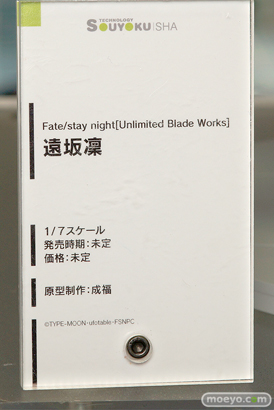 TECHNOLOGY
SOUYOKUSHA
Fate/stay night[Unlimited Blade Works]
遠坂凛
1/7スケール
発売時期:未定
価格:未定
原型制作:成福
©TYPE-MOON・ufotable・FSNPC
moeyo.com